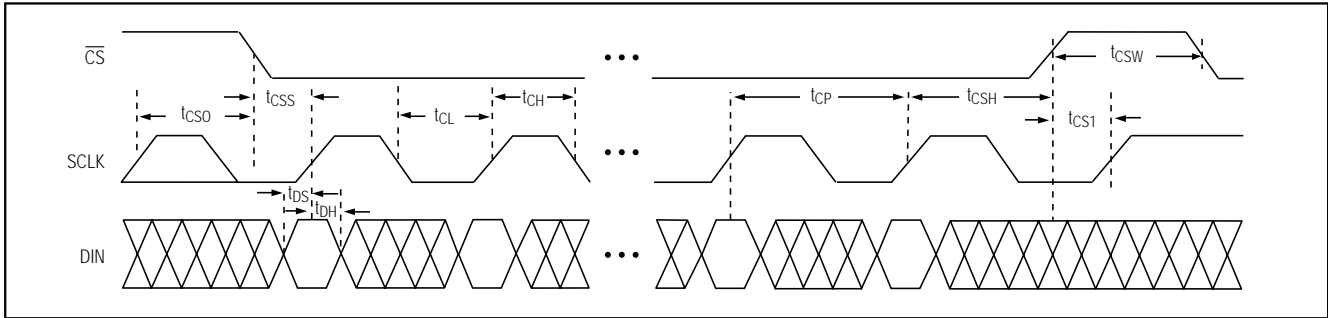 CS
tCSW
tCSS
tCH
tCP
tCSH
tCSO
tCL
tCS1
SCLK
tDS
tDH
DIN